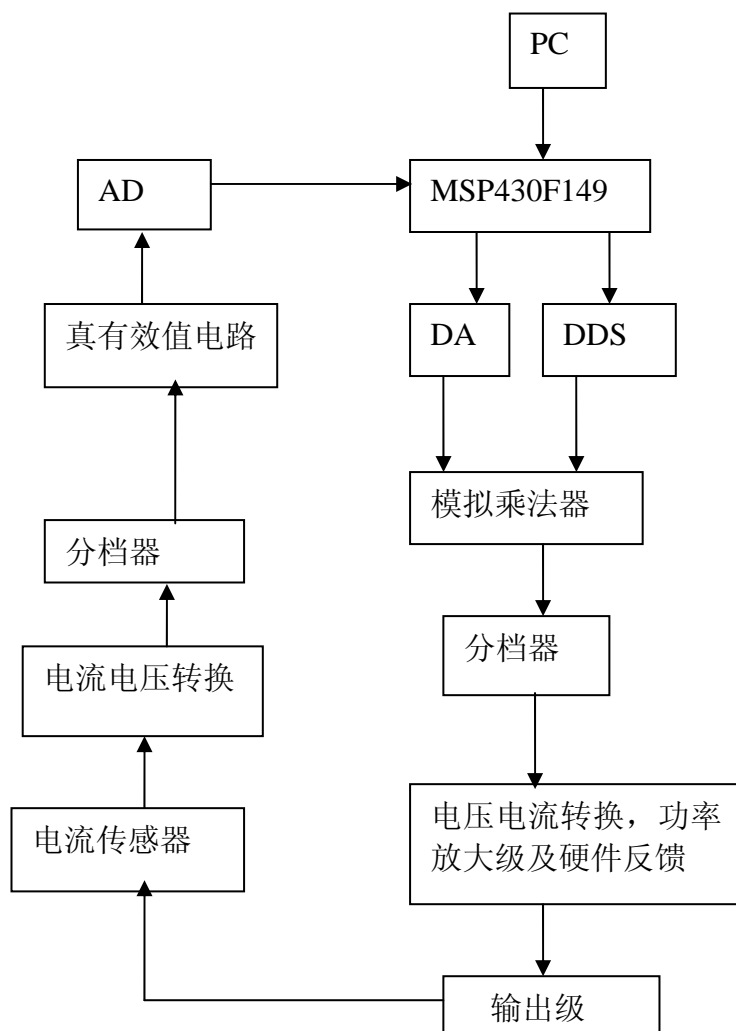 PC
AD
MSP430F149
真有效值电路
DA
DDS
模拟乘法器
分档器
分档器
电流电压转换
电压电流转换，功率
放大级及硬件反馈
电流传感器
输出级